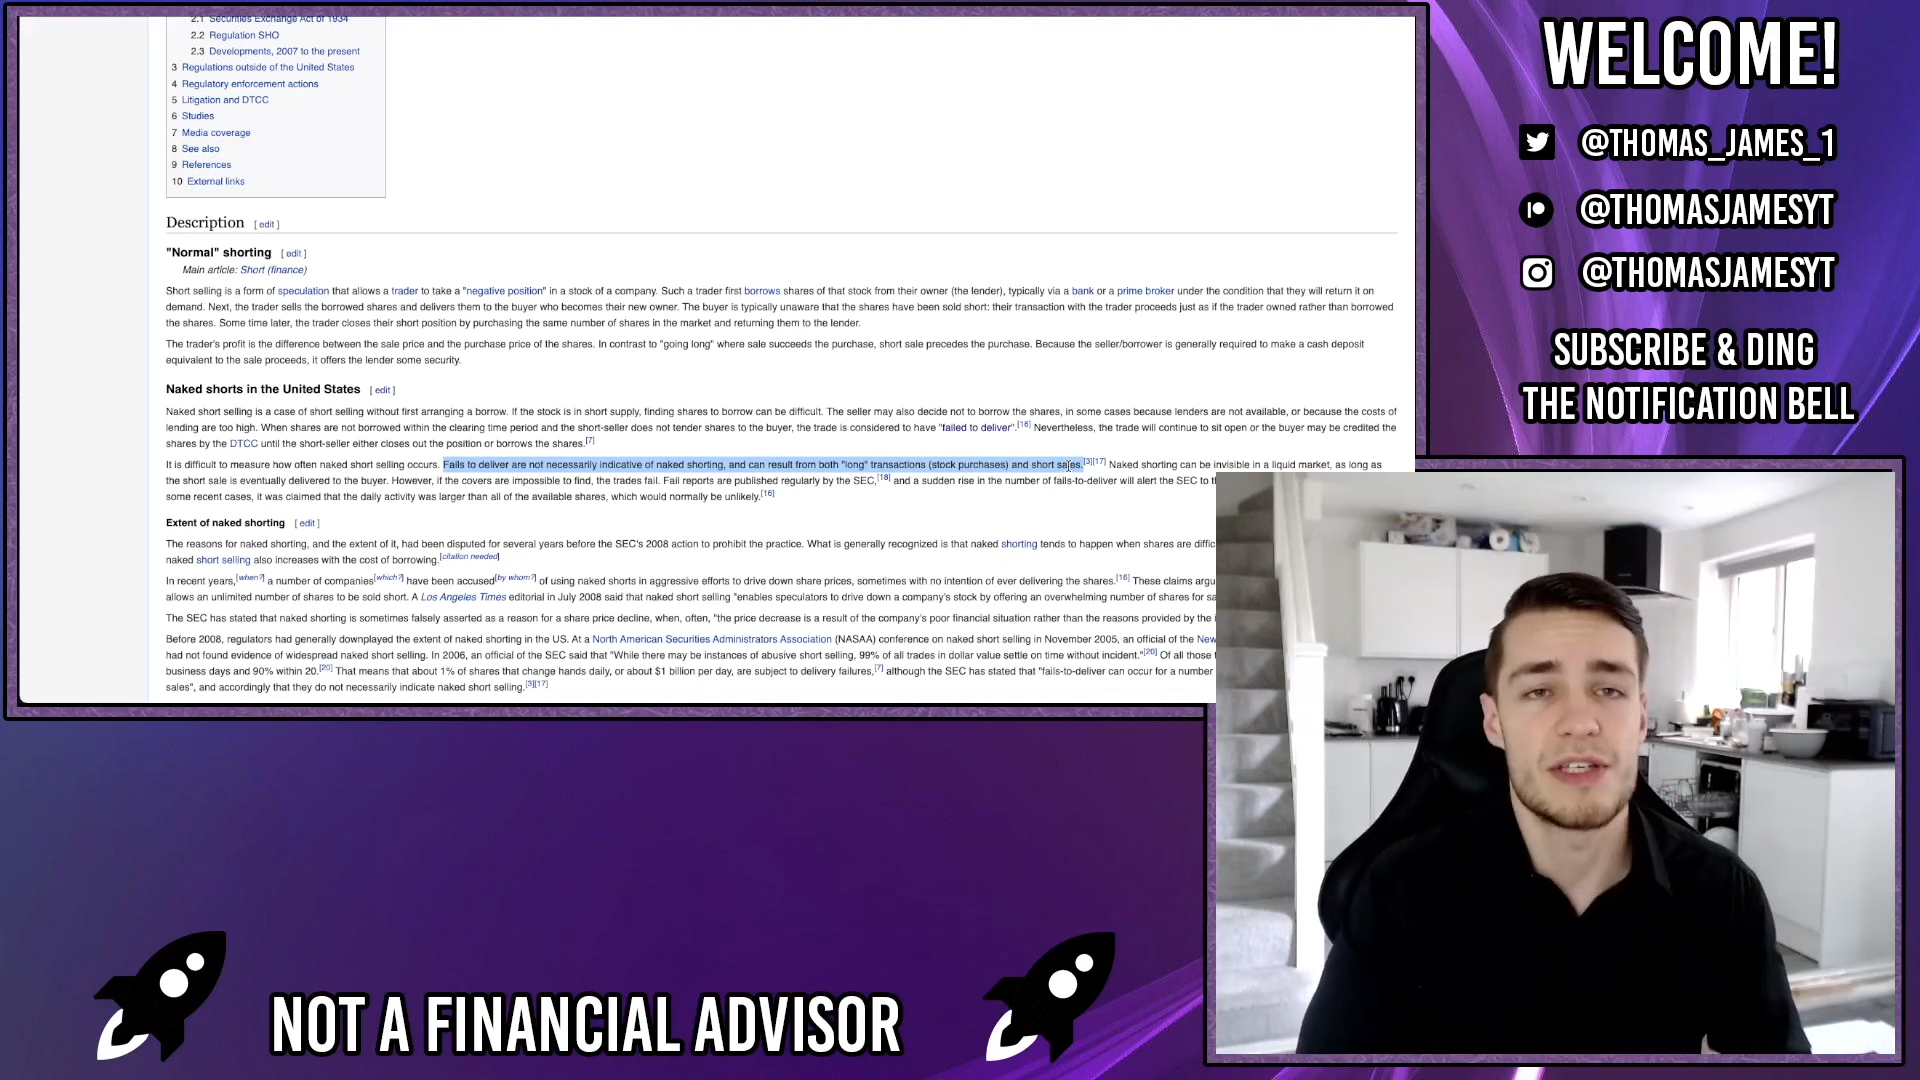 2.1 Securities Exchange Act of 1934
2.2 Regulation SHO
2.3 Developments, 2007 to the present
3 Regulations outside of the United States
4 Regulatory enforcement actions
5 Litigation and DTCC
6 Studies
7 Media coverage
8 See also
9 References
10 External links
Description [ edit ]
"Normal" shorting [ edit ]
Main article: Short (finance)
Short selling is a form of speculation that allows a trader to take a "negative position" in a stock of a company. Such a trader first borrows shares of that stock from their owner (the lender), typically via a bank or a prime broker under the condition that they will return it on
demand. Next, the trader sells the borrowed shares and delivers them to the buyer who becomes their new owner. The buyer is typically unaware that the shares have been sold short: their transaction with the trader proceeds just as if the trader owned rather than borrowed
the shares. Some time later, the trader closes their short position by purchasing the same number of shares in the market and returning them to the lender.
The trader's profit is the difference between the sale price and the purchase price of the shares. In contrast to "going long" where sale succeeds the purchase, short sale precedes the purchase. Because the seller/borrower is generally required to make a cash deposit
equivalent to the sale proceeds, it offers the lender some security.
Naked shorts in the United States [ edit ]
Naked short selling is a case of short selling without first arranging a borrow. If the stock is in short supply, finding shares to borrow can be difficult. The seller may also decide not to borrow the shares, in some cases because lenders are not available, or because the costs of
lending are too high. When shares are not borrowed within the clearing time period and the short-seller does not tender shares to the buyer, the trade is considered to have "failed to deliver".[16] Nevertheless, the trade will continue to sit open or the buyer may be credited the
shares by the DTCC until the short-seller either closes out the position or borrows the shares.[7]
It is difficult to measure how often naked short selling occurs. Fails to deliver are not necessarily indicative of naked shorting, and can result from both "long" transactions (stock purchases) and short sales.[3][17] Naked shorting can be invisible in a liquid market, as long as
the short sale is eventually delivered to the buyer. However, if the covers are impossible to find, the trades fail. Fail reports are published regularly by the SEC,[18] and a sudden rise in the number of fails-to-deliver will alert the SEC to
some recent cases, it was claimed that the daily activity was larger than all of the available shares, which would normally be unlikely.[16]
Extent of naked shorting [ edit ]
The reasons for naked shorting, and the extent of it, had been disputed for several years before the SEC's 2008 action to prohibit the practice. What is generally recognized is that naked shorting tends to happen when shares are diffic
naked short selling also increases with the cost of borrowing.[citation needed]
In recent years,[when?] a number of companies[which?] have been accused[by whom?] of using naked shorts in aggressive efforts to drive down share prices, sometimes with no intention of ever delivering the shares.[16] These claims argu
allows an unlimited number of shares to be sold short. A Los Angeles Times editorial in July 2008 said that naked short selling "enables speculators to drive down a company's stock by offering an overwhelming number of shares for sa
The SEC has stated that naked shorting is sometimes falsely asserted as a reason for a share price decline, when, often, "the price decrease is a result of the company's poor financial situation rather than the reasons provided by the i
Before 2008, regulators had generally downplayed the extent of naked shorting in the US. At a North American Securities Administrators Association (NASAA) conference on naked short selling in November 2005, an official of the New
had not found evidence of widespread naked short selling. In 2006, an official of the SEC said that "While there may be instances of abusive short selling, 99% of all trades in dollar value settle on time without incident."[20] Of all those
business days and 90% within 20.[20] That means that about 1% of shares that change hands daily, or about $1 billion per day, are subject to delivery failures,[7] although the SEC has stated that "fails-to-deliver can occur for a number
sales", and accordingly that they do not necessarily indicate naked short selling.[3][17]
WELCOME!
@THOMAS_JAMES_1
@THOMASJAMESYT
@THOMASJAMESYT
SUBSCRIBE & DING
THE NOTIFICATION BELL
NOT A FINANCIAL ADVISOR